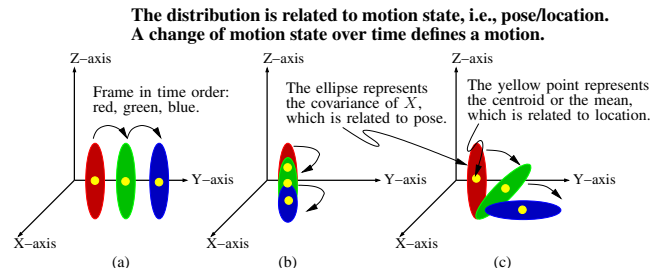 The distribution is related to motion state, i.e., pose/location.
A change of motion state over time defines a motion.
Z−axis
Frame in time order:
red, green, blue.
Y−axis
X−axis
(a)
Z−axis
The ellipse represents
the covariance of X,
which is related to pose.
Y−axis
X−axis
(b)
Z−axis
The yellow point represents
the centroid or the mean,
which is related to location.
Y−axis
X−axis
(c)